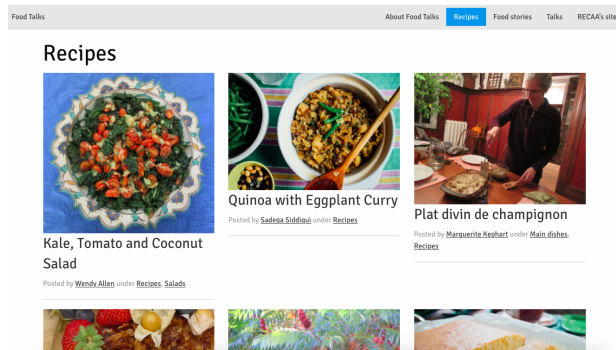 Food Talks
About Food Talks
Recipes
Food stories
Talks
RECAA's site
Recipes
Kale, Tomato and Coconut
Salad
Posted by Wendy Allen under Recipes, Salads
Quinoa with Eggplant Curry
Posted by Sadeqa Siddiqui under Recipes
Plat divin de champignon
Posted by Marguerite Kephart under Main dishes,
Recipes